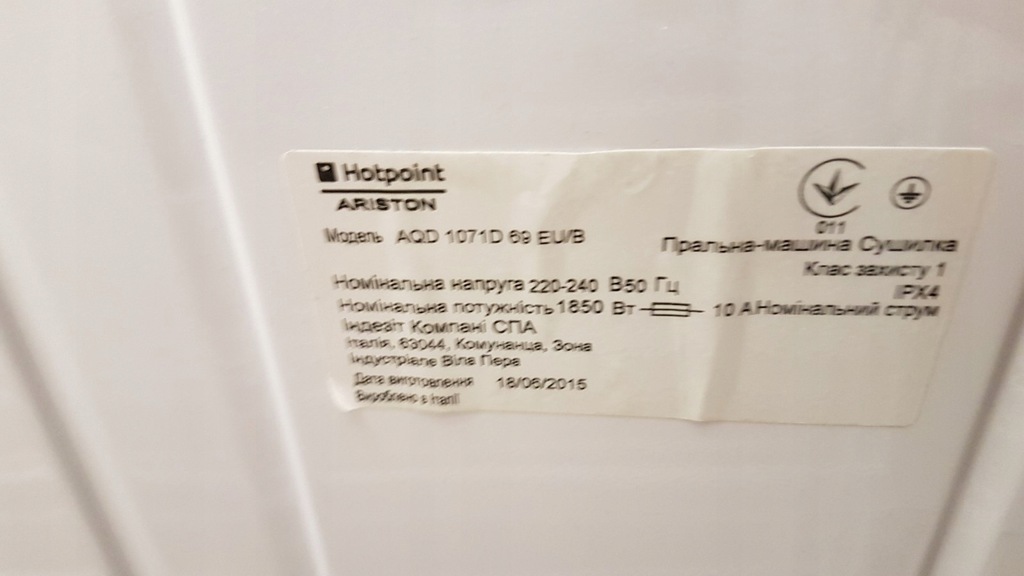 Hotpoint
ARISTON
011
Модель AQD 1071D 69 EU/B
Пральна-машина Сушилка
Клас захисту 1
IPX4
Номінальна напруга 220-240 В50 Гц
Номінальна потужність 1850 Вт 10 А Номінальний струм
Індезіт Компані СПА
Італія, 63044, Комунанца, Зона
Індустріале Віла Пера
Дата виготовлення 18/06/2015
Вироблено в Італії